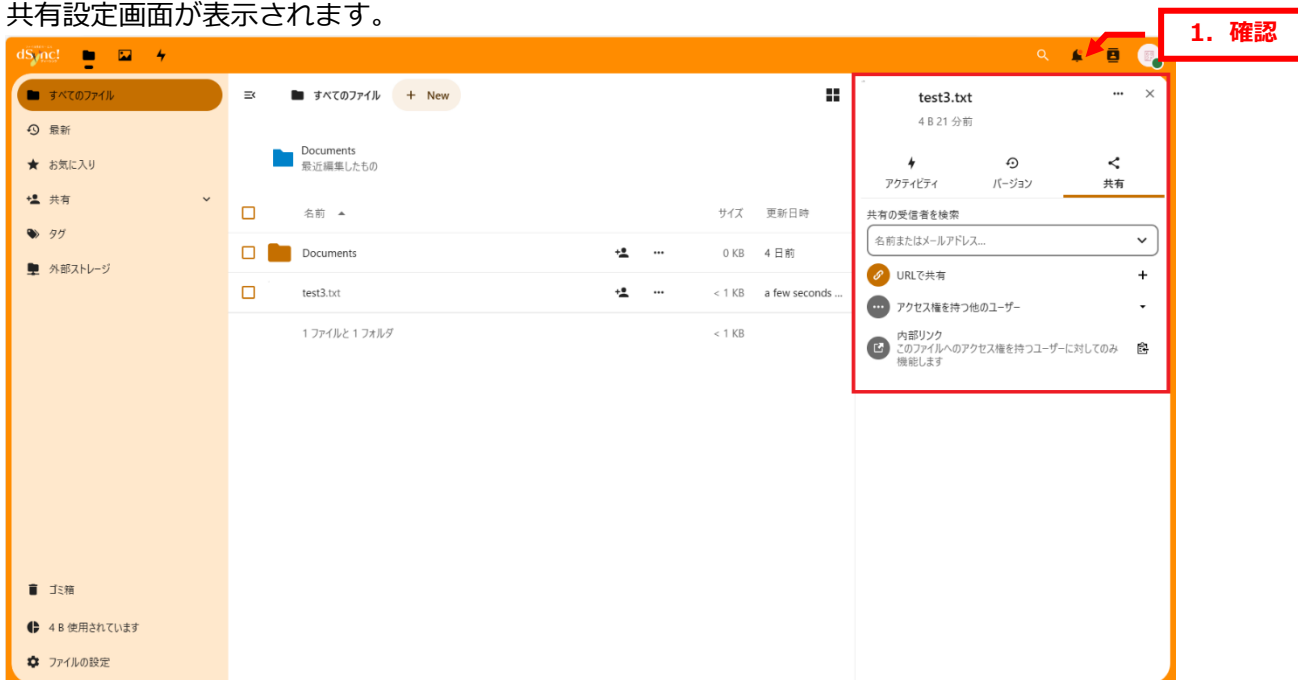 共有設定画面が表示されます。
1. 確認
dSync!
すべてのファイル
最新
お気に入り
共有
タグ
外部ストレージ
ゴミ箱
4 B 使用されています
ファイルの設定
すべてのファイル
+ New
Documents
最近編集したもの
名前 サイズ 更新日時
Documents 0 KB 4 日前
test3.txt < 1 KB a few seconds ...
1 ファイルと 1 フォルダ < 1 KB
test3.txt
4 B 21 分前
アクティビティ バージョン 共有
共有の受信者を検索
名前またはメールアドレス...
URLで共有
アクセス権を持つ他のユーザー
内部リンク
このファイルへのアクセス権を持つユーザーに対してのみ
機能します